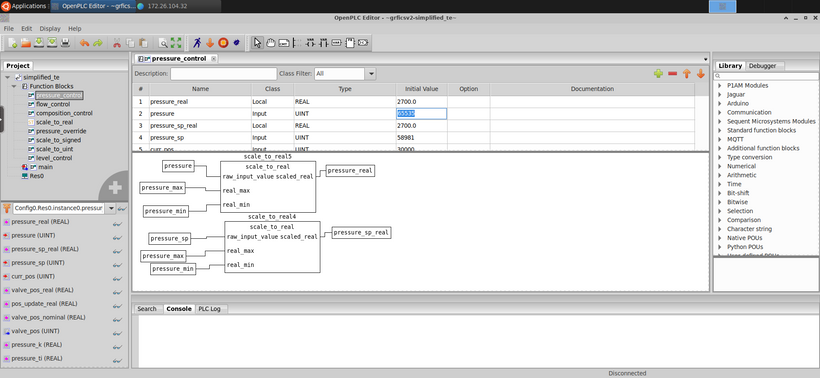 Applications : OpenPLC Editor - ~grfics... 172.26.104.32
OpenPLC Editor - ~grficsv2-simplified_te~
File Edit Display Help
Project
simplified_te
Function Blocks
pressure_control
flow_control
composition_control
scale_to_real
pressure_override
scale_to_signed
scale_to_uint
level_control
main
Res0
Config0.Res0.instance0.pressur
pressure_real (REAL)
pressure (UINT)
pressure_sp_real (REAL)
pressure_sp (UINT)
curr_pos (UINT)
valve_pos_real (REAL)
pos_update_real (REAL)
valve_pos_nominal (REAL)
valve_pos (UINT)
pressure_k (REAL)
pressure_ti (REAL)
pressure_control
Description: Class Filter: All
# Name Class Type Initial Value Option Documentation
1 pressure_real Local REAL 2700.0
2 pressure Input UINT 65535
3 pressure_sp_real Local REAL 2700.0
4 pressure_sp Input UINT 58981
5 curr_pos Input UINT 30000
scale_to_real5
pressure scale_to_real
raw_input_value scaled_real pressure_real
pressure_max real_max
pressure_min real_min
scale_to_real4
scale_to_real
pressure_sp raw_input_value scaled_real pressure_sp_real
pressure_max real_max
pressure_min real_min
Search Console PLC Log
Library Debugger
P1AM Modules
Jaguar
Arduino
Communication
Sequent Microsystems Modules
Standard function blocks
MQTT
Additional function blocks
Type conversion
Numerical
Arithmetic
Time
Bit-shift
Bitwise
Selection
Comparison
Character string
Native POUs
Python POUs
Disconnected